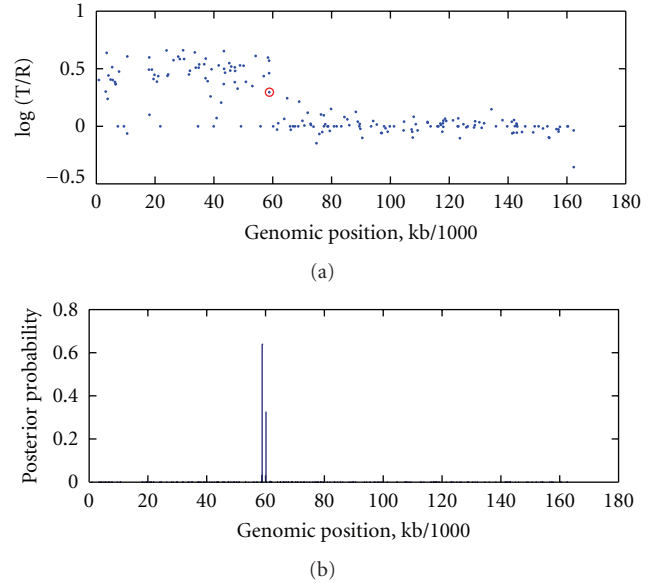 1
0.5
0
−0.5
log (T/R)
0 20 40 60 80 100 120 140 160 180
Genomic position, kb/1000
(a)
0.8
0.6
0.4
0.2
0
Posterior probability
0 20 40 60 80 100 120 140 160 180
Genomic position, kb/1000
(b)